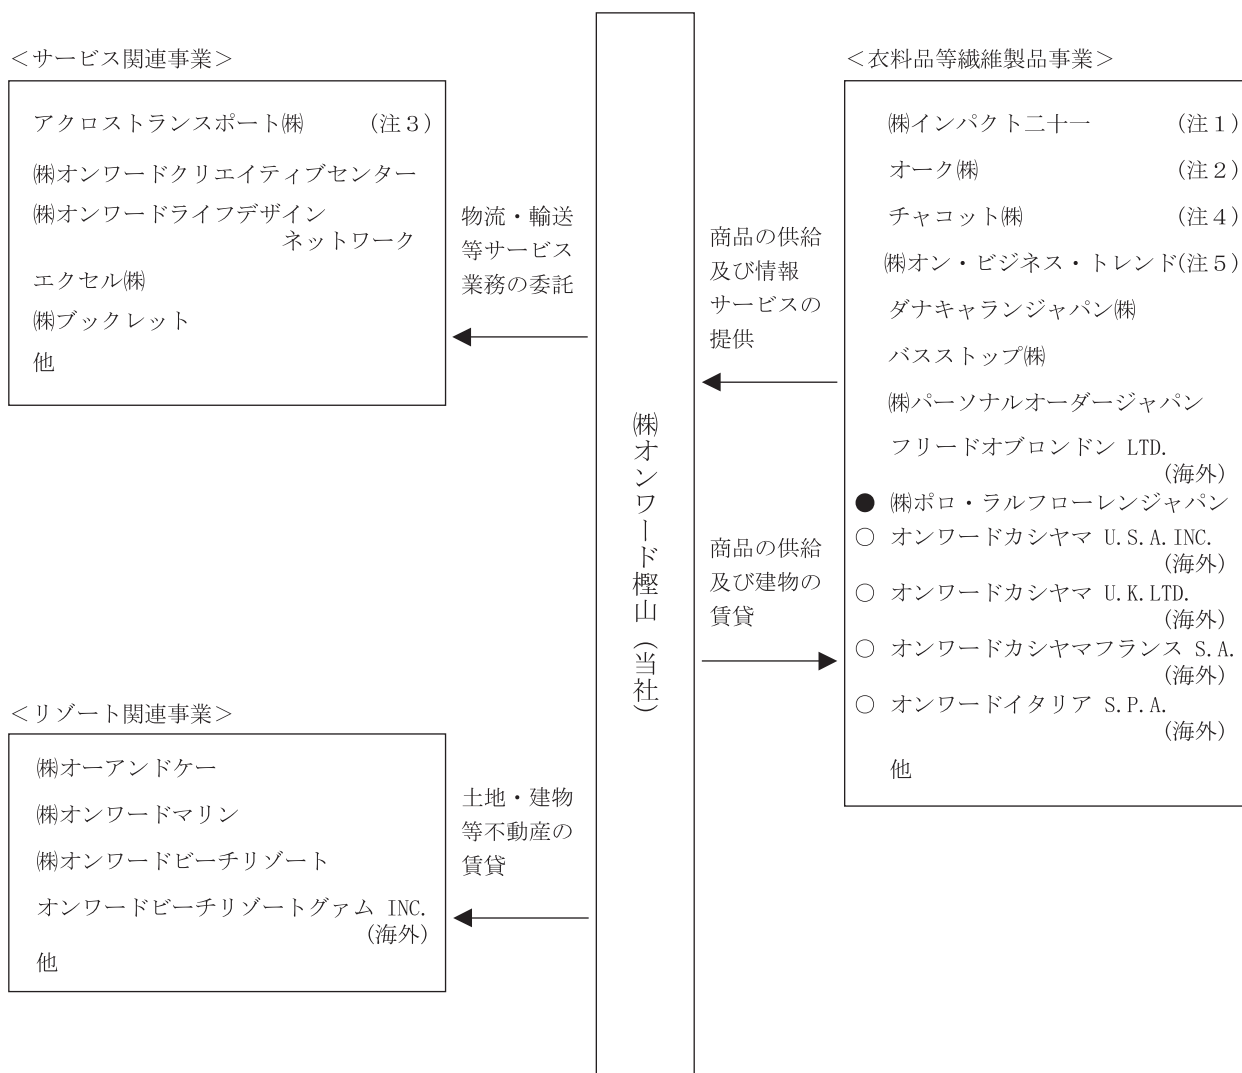 ＜サービス関連事業＞
アクロストランスポート㈱ (注３)
㈱オンワードクリエイティブセンター
㈱オンワードライフデザイン
ネットワーク
エクセル㈱
㈱ブックレット
他
物流・輸送
等サービス
業務の委託
＜リゾート関連事業＞
㈱オーアンドケー
㈱オンワードマリン
㈱オンワードビーチリゾート
オンワードビーチリゾートグァム INC.
(海外)
他
土地・建物
等不動産の
賃貸
㈱オンワード樫山（当社）
商品の供給
及び情報
サービスの
提供
商品の供給
及び建物の
賃貸
＜衣料品等繊維製品事業＞
㈱インパクト二十一 (注１)
オーク㈱ (注２)
チャコット㈱ (注４)
㈱オン・ビジネス・トレンド(注５)
ダナキャランジャパン㈱
バスストップ㈱
㈱パーソナルオーダージャパン
フリードオブロンドン LTD.
(海外)
● ㈱ポロ・ラルフローレンジャパン
○ オンワードカシヤマ U.S.A.INC.
(海外)
○ オンワードカシヤマ U.K.LTD.
(海外)
○ オンワードカシヤマフランス S.A.
(海外)
○ オンワードイタリア S.P.A.
(海外)
他